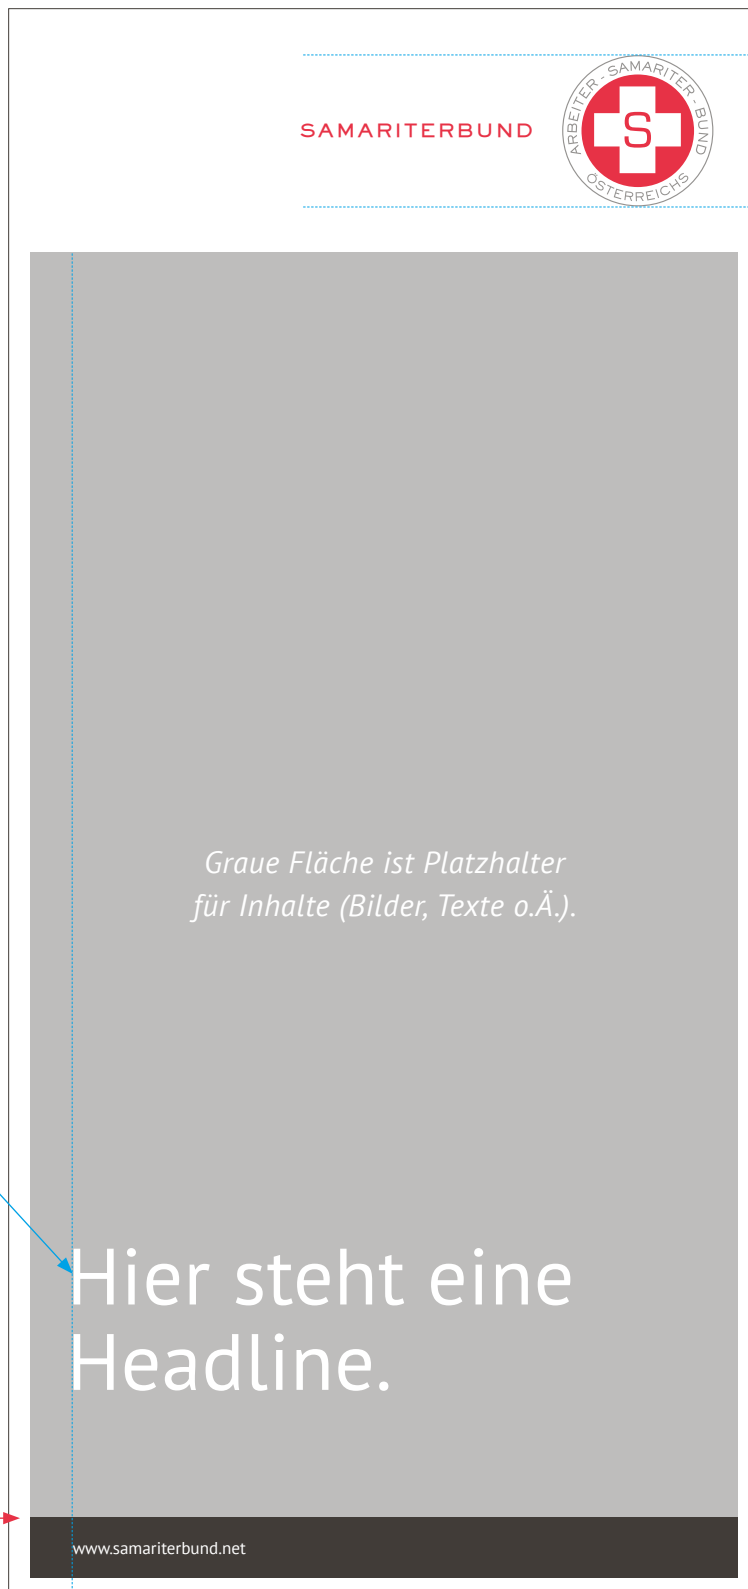 SAMARITERBUND
ARBEITER - SAMARITER - BUND
ÖSTERREICHS
S
Graue Fläche ist Platzhalter
für Inhalte (Bilder, Texte o.Ä.).
Hier steht eine
Headline.
www.samariterbund.net